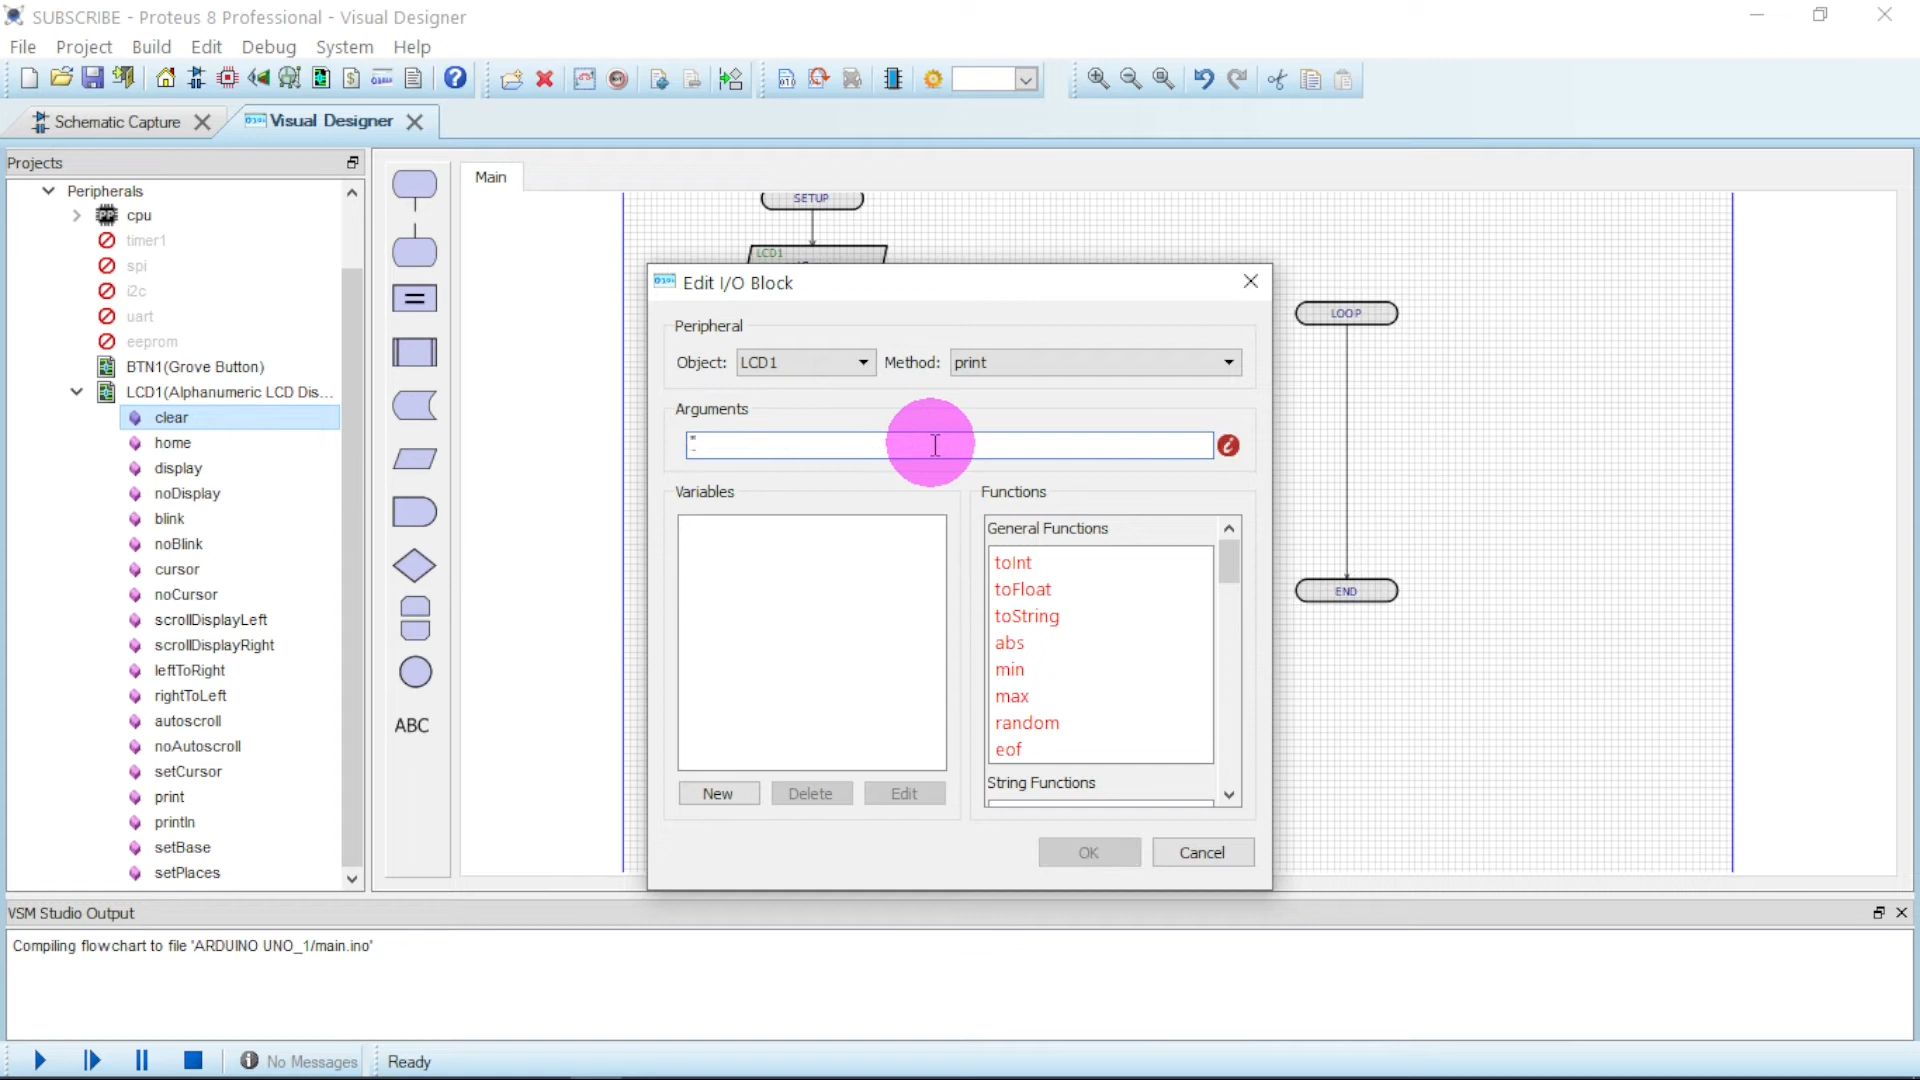 SUBSCRIBE - Proteus 8 Professional - Visual Designer
File Project Build Edit Debug System Help
Schematic Capture
Visual Designer
Projects
Peripherals
cpu
timer1
spi
i2c
uart
eeprom
BTN1(Grove Button)
LCD1(Alphanumeric LCD Dis...
clear
home
display
noDisplay
blink
noBlink
cursor
noCursor
scrollDisplayLeft
scrollDisplayRight
leftToRight
rightToLeft
autoscroll
noAutoscroll
setCursor
print
println
setBase
setPlaces
ABC
Main
SETUP
LCD1
LOOP
END
Edit I/O Block
Peripheral
Object: LCD1 Method: print
Arguments
"
Variables
New Delete Edit
Functions
General Functions
toInt
toFloat
toString
abs
min
max
random
eof
String Functions
OK Cancel
VSM Studio Output
Compiling flowchart to file 'ARDUINO UNO_1/main.ino'
No Messages Ready